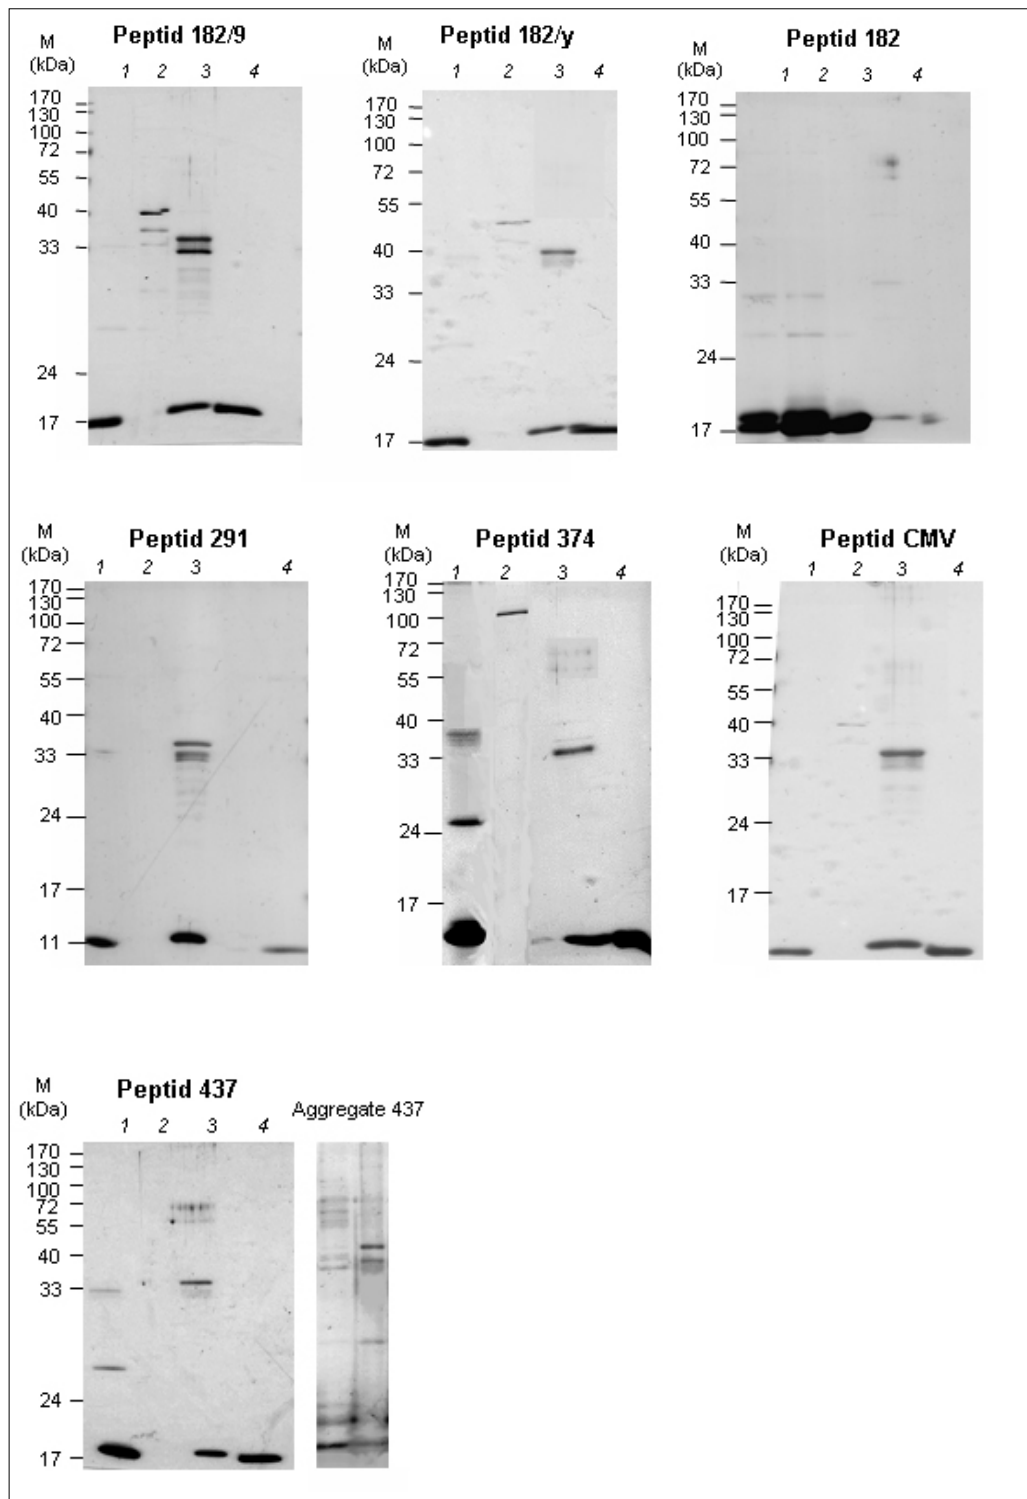 Peptid 182/9
M
(kDa)
1 2 3 4
170
130
100
72
55
40
33
24
17
Peptid 182/y
M
(kDa)
1 2 3 4
170
130
100
72
55
40
33
24
17
Peptid 182
M
(kDa)
1 2 3 4
170
130
100
72
55
40
33
24
17
Peptid 291
M
(kDa)
1 2 3 4
170
130
100
72
55
40
33
24
17
11
Peptid 374
M
(kDa)
1 2 3 4
170
130
100
72
55
40
33
24
17
Peptid CMV
M
(kDa)
1 2 3 4
170
130
100
72
55
40
33
24
17
Peptid 437
M
(kDa)
1 2 3 4
170
130
100
72
55
40
33
24
17
Aggregate 437